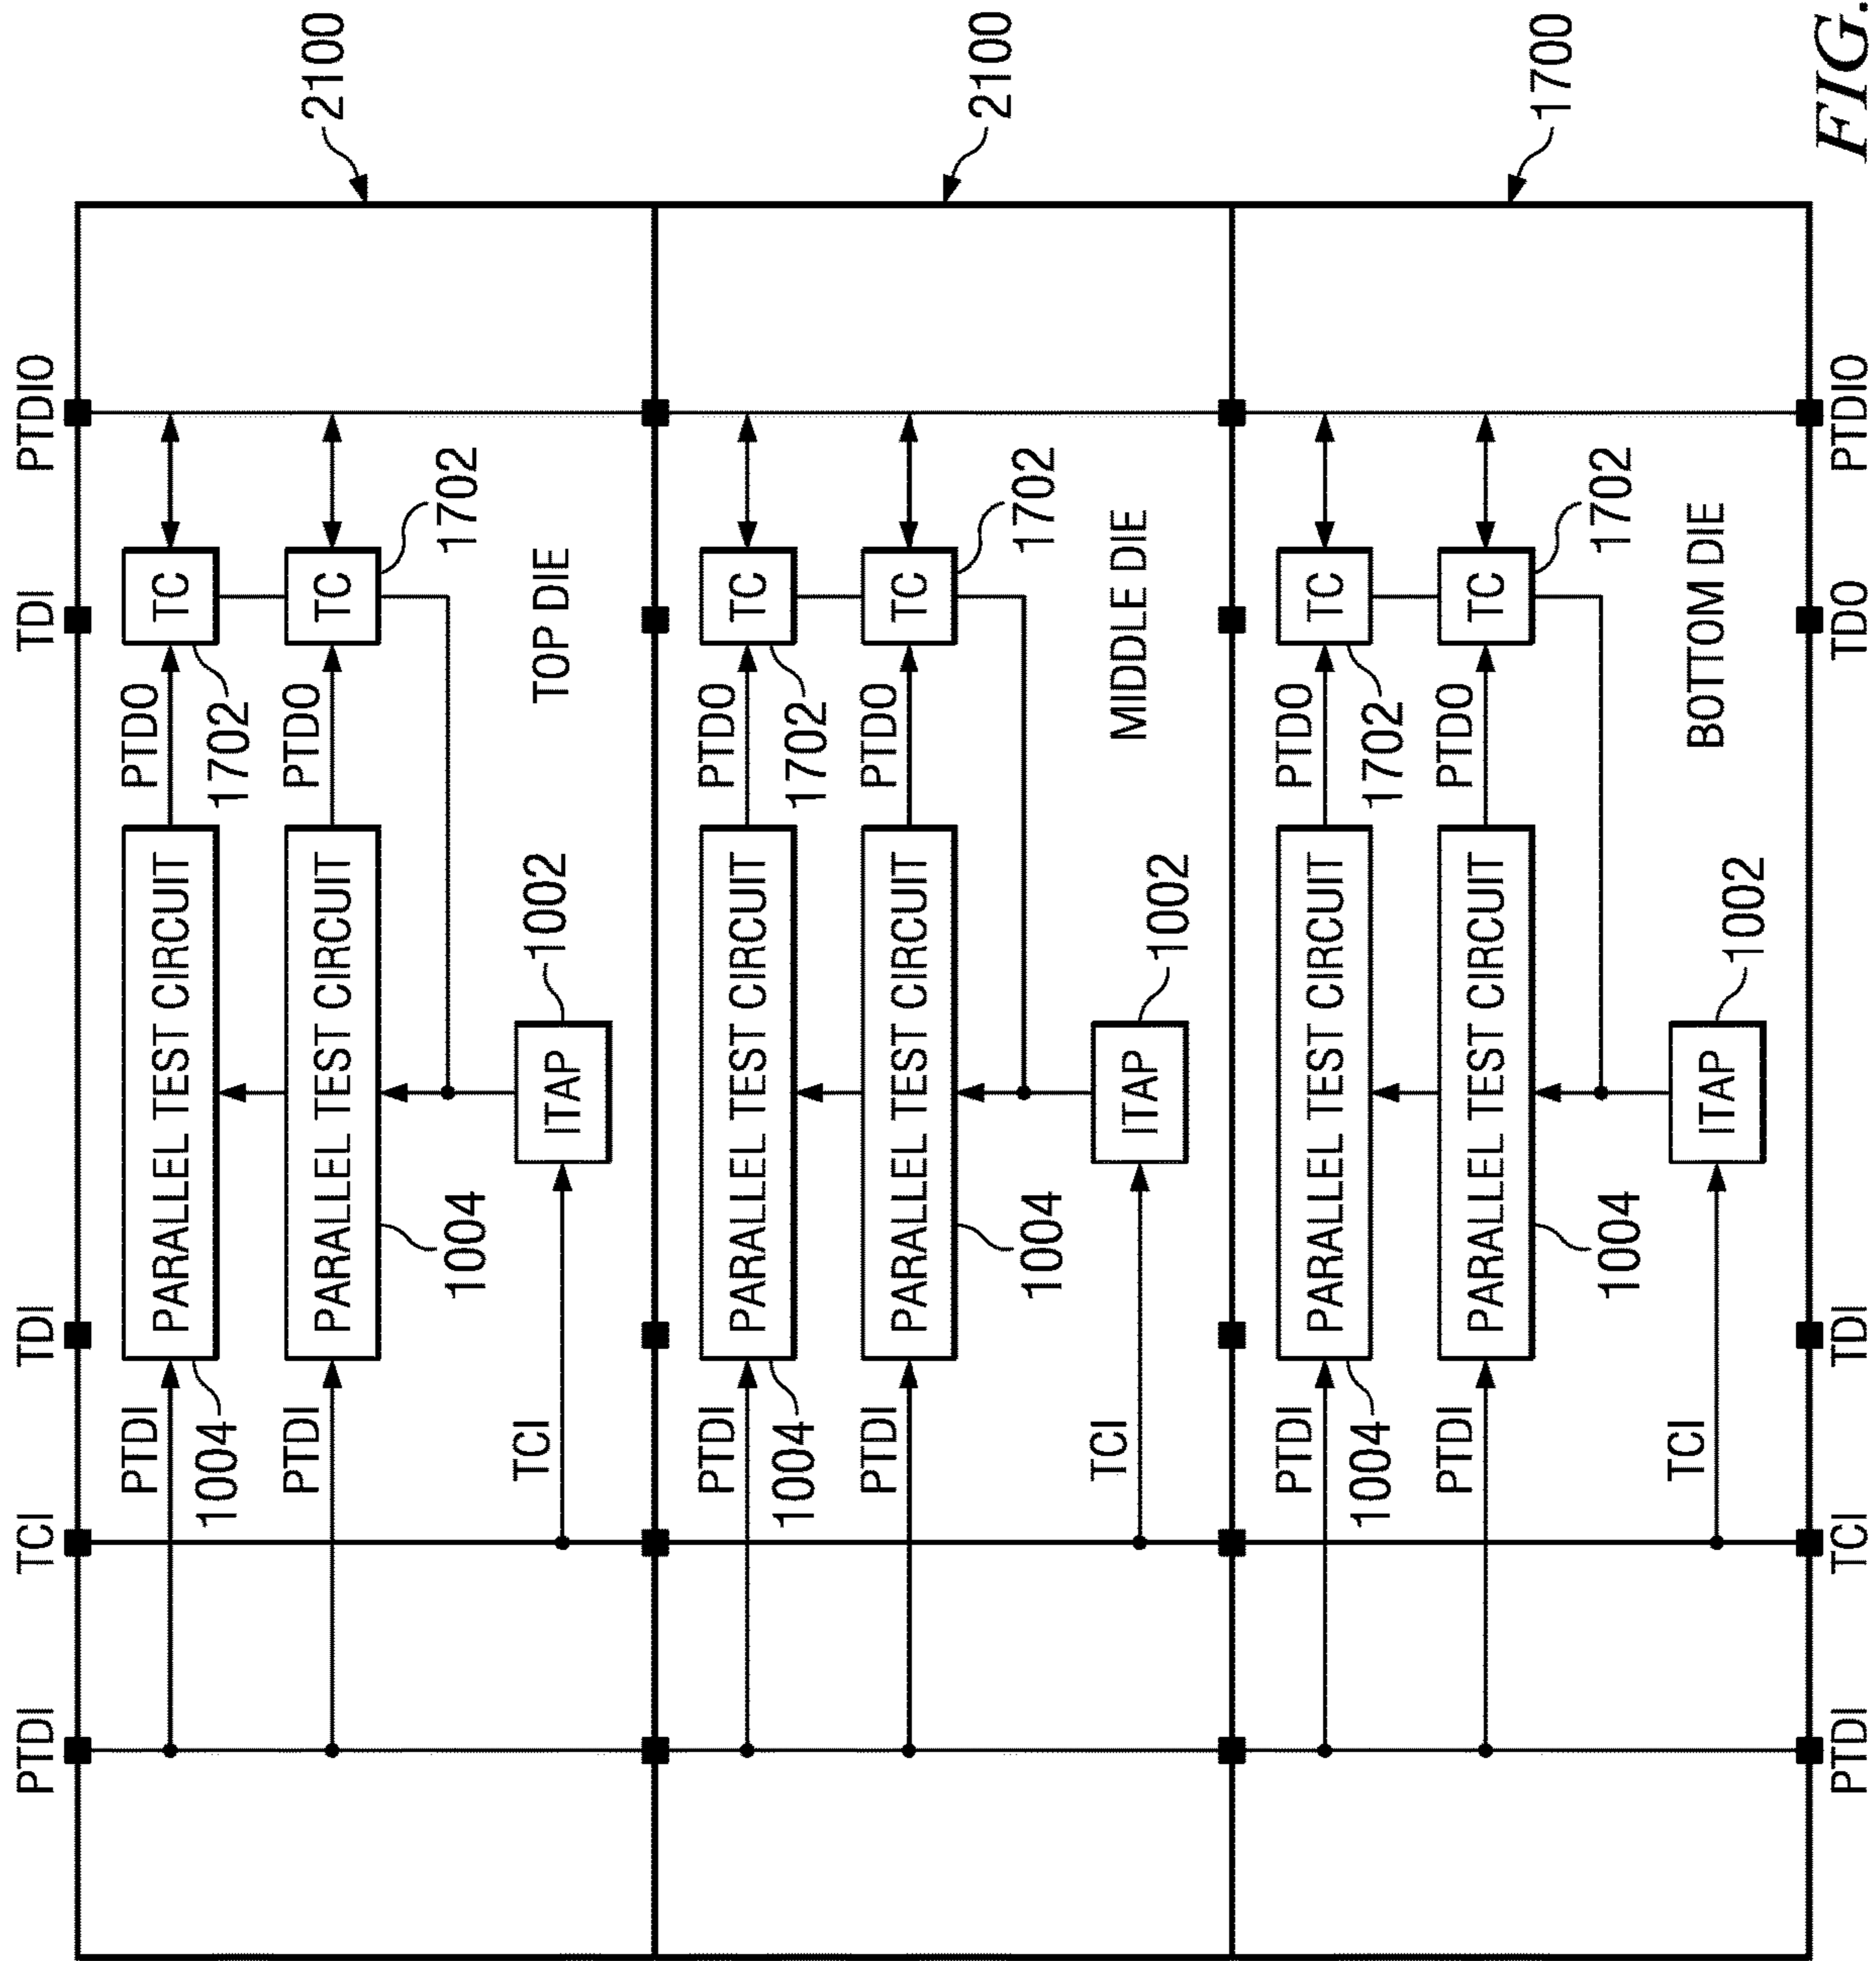 PTDI TCI TDI TDI PTDIO
PTDI PARALLEL TEST CIRCUIT PTDO TC
1004 1702
PTDI PARALLEL TEST CIRCUIT PTDO TC 2100
1004 1702
TCI ITAP 1002 TOP DIE
PTDI PARALLEL TEST CIRCUIT PTDO TC
1004 1702
PTDI PARALLEL TEST CIRCUIT PTDO TC 2100
1004 1702
TCI ITAP 1002 MIDDLE DIE
PTDI PARALLEL TEST CIRCUIT PTDO TC
1004 1702
PTDI PARALLEL TEST CIRCUIT PTDO TC 1700
1004 1702
TCI ITAP 1002 BOTTOM DIE
PTDI TCI TDI TDO PTDIO
FIG.